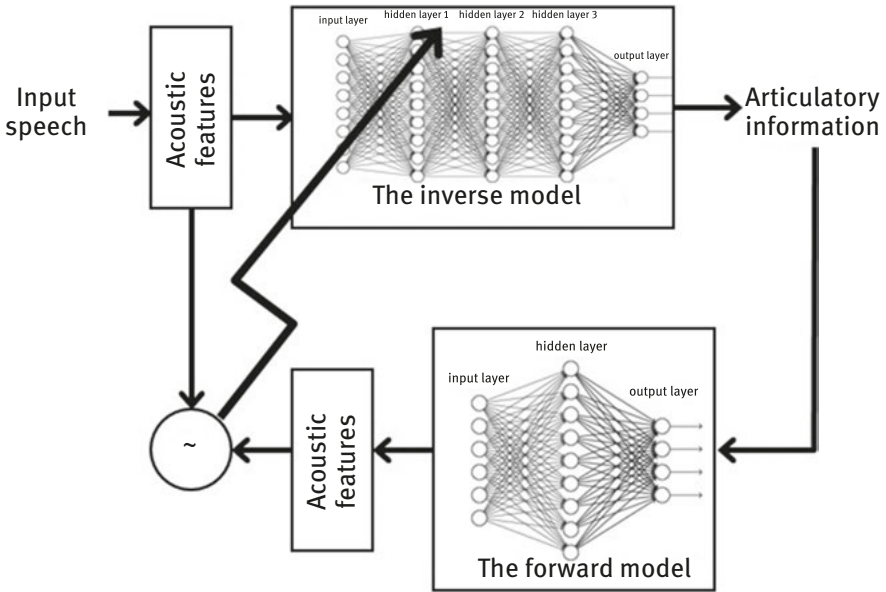 Input
speech
Acoustic
features
input layer
hidden layer 1
hidden layer 2
hidden layer 3
output layer
The inverse model
Articulatory
information
~
Acoustic
features
input layer
hidden layer
output layer
The forward model